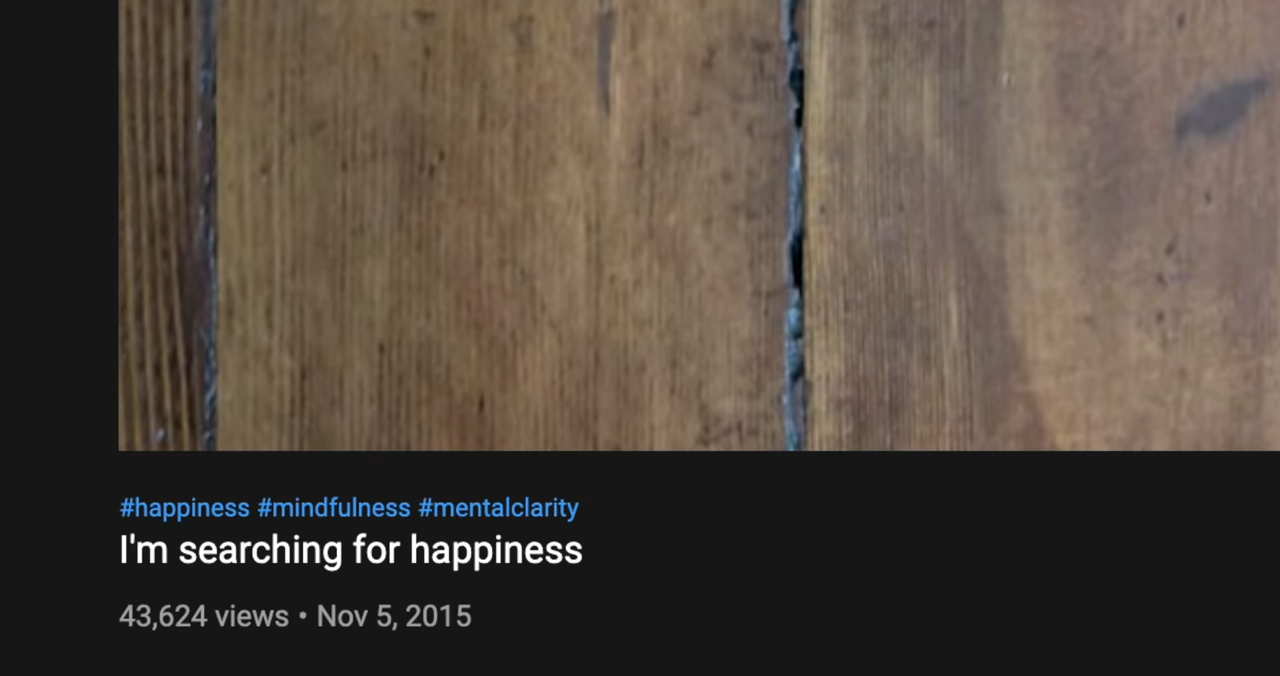 #happiness #mindfulness #mentalclarity
I'm searching for happiness
43,624 views • Nov 5, 2015